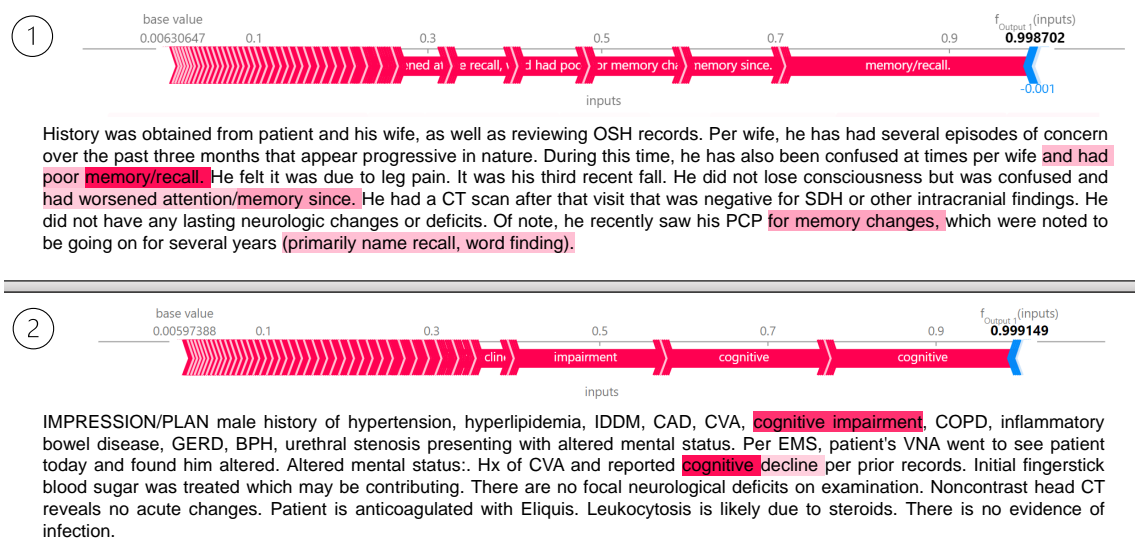 1
base value
f Output 1 (inputs)
0.00630647 0.1 0.3 0.5 0.7 0.9 0.998702
ened at e recall, d had poo or memory cha memory since. memory/recall.
-0.001
inputs
History was obtained from patient and his wife, as well as reviewing OSH records. Per wife, he has had several episodes of concern
over the past three months that appear progressive in nature. During this time, he has also been confused at times per wife and had
poor memory/recall. He felt it was due to leg pain. It was his third recent fall. He did not lose consciousness but was confused and
had worsened attention/memory since. He had a CT scan after that visit that was negative for SDH or other intracranial findings. He
did not have any lasting neurologic changes or deficits. Of note, he recently saw his PCP for memory changes, which were noted to
be going on for several years (primarily name recall, word finding).
2
base value
f Output 1 (inputs)
0.00597388 0.1 0.3 0.5 0.7 0.9 0.999149
cline impairment cognitive cognitive
inputs
IMPRESSION/PLAN male history of hypertension, hyperlipidemia, IDDM, CAD, CVA, cognitive impairment, COPD, inflammatory
bowel disease, GERD, BPH, urethral stenosis presenting with altered mental status. Per EMS, patient's VNA went to see patient
today and found him altered. Altered mental status:. Hx of CVA and reported cognitive decline per prior records. Initial fingerstick
blood sugar was treated which may be contributing. There are no focal neurological deficits on examination. Noncontrast head CT
reveals no acute changes. Patient is anticoagulated with Eliquis. Leukocytosis is likely due to steroids. There is no evidence of
infection.